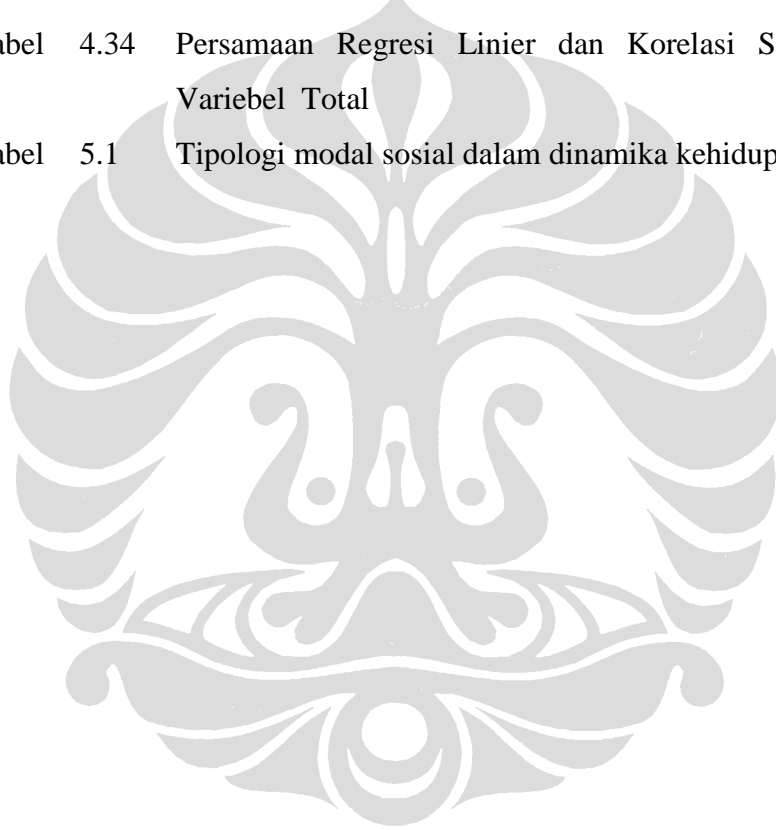 abel 4.34 Persamaan Regresi Linier dan Korelasi S
Variebel Total
abel 5.1 Tipologi modal sosial dalam dinamika kehidup